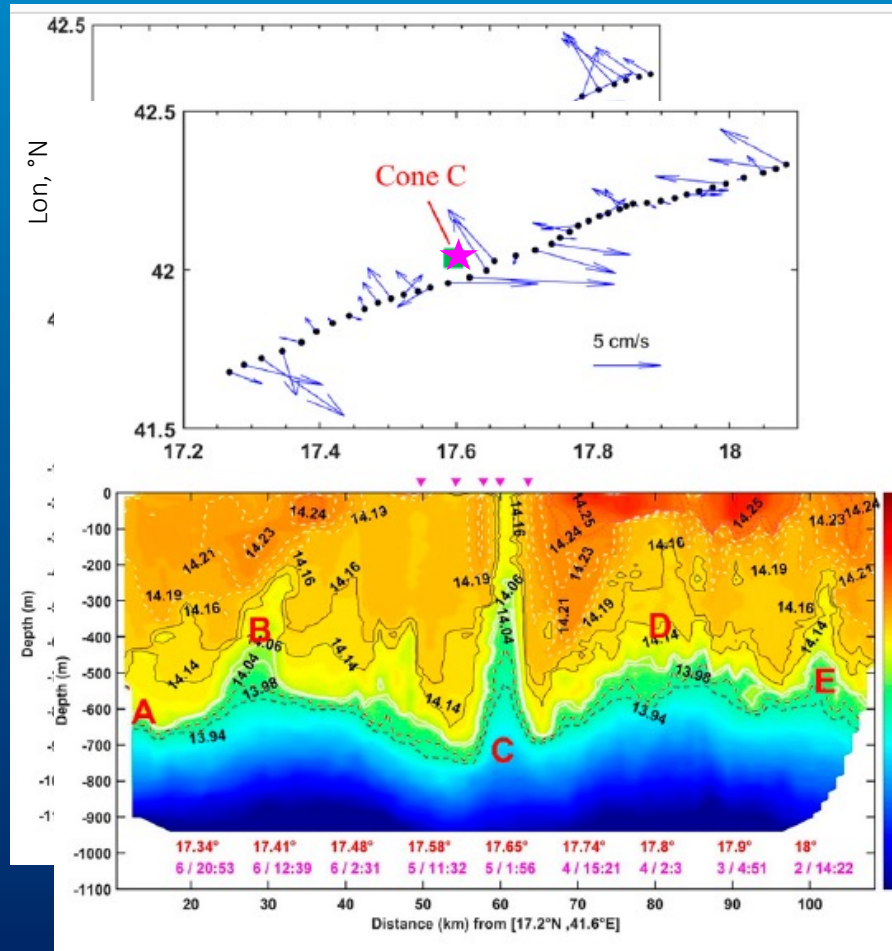 42.5
Lon, °N
42.5
Cone C
42
4
5 cm/s
41.5
17.2 17.4 17.6 17.8 18
0
-100
-200
-300
-400
-500
-600
-700
-800
-900
-1000
-1100
Depth (m)
Depth (m)
14.24 14.13 14.16 14.25 14.25 14.24
14.23 14.23
14.21 14.24 14.16
14.16 14.23
14.19 14.16 14.19 14.06 14.19 14.21
14.16 14.04 14.21 14.19 14.16
B D
14.06 14.14 14.14
14.14 14.04 14.14 E
13.98 14.14 13.98
A 13.94
13.94 C
17.34° 17.41° 17.48° 17.58° 17.65° 17.74° 17.8° 17.9° 18°
6 / 20:53 6 / 12:39 6 / 2:31 5 / 11:32 5 / 1:56 4 / 15:21 4 / 2:3 3 / 4:51 2 / 14:22
20 30 40 50 60 70 80 90 100
Distance (km) from [17.2°N ,41.6°E]